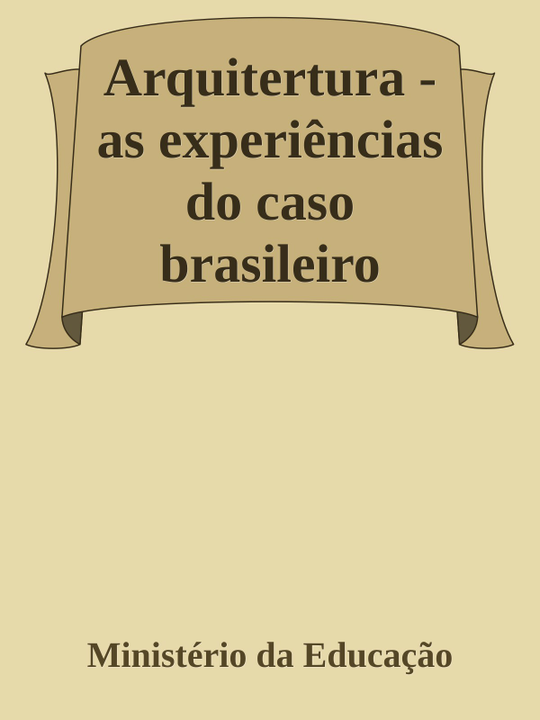 Arquitertura -
as experiências
do caso
brasileiro
Ministério da Educação